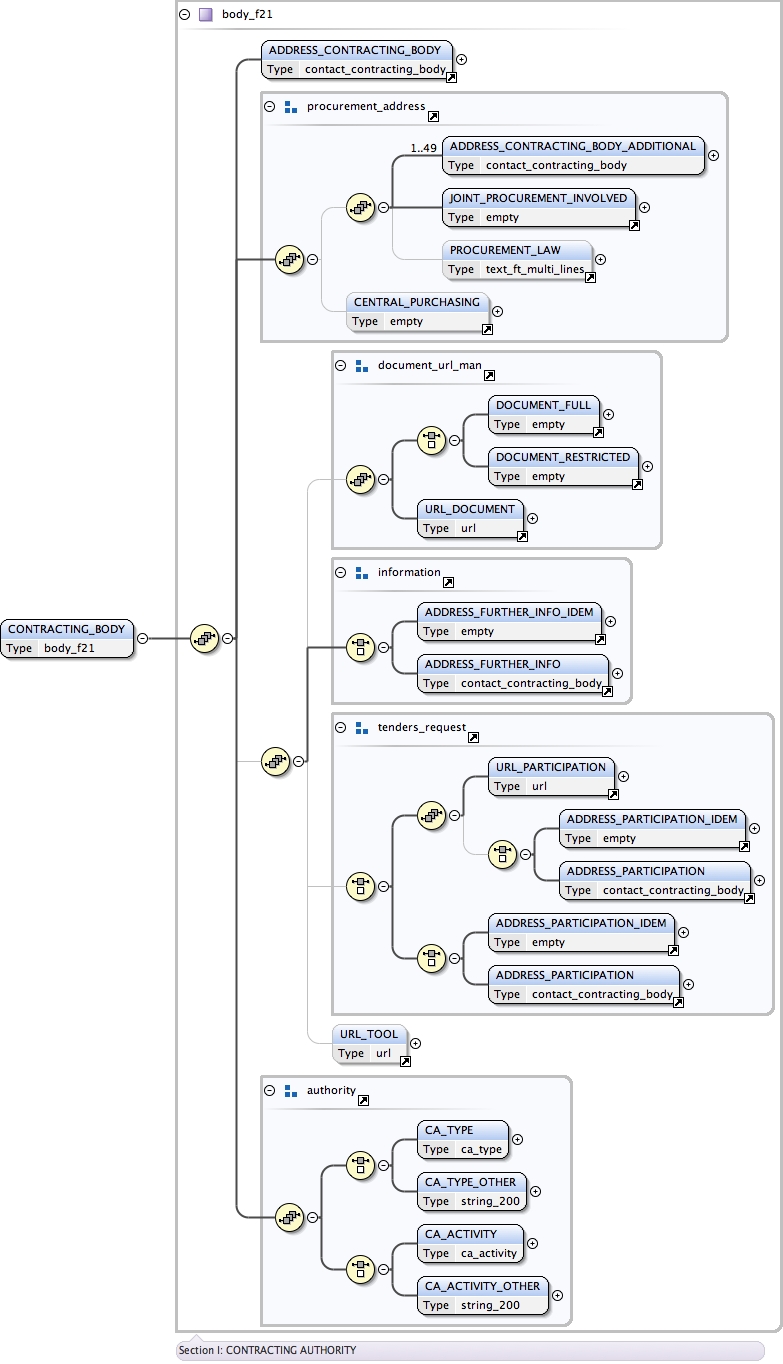 body_f21
ADDRESS_CONTRACTING_BODY
Type contact_contracting_body
procurement_address
1..49
ADDRESS_CONTRACTING_BODY_ADDITIONAL
Type contact_contracting_body
JOINT_PROCUREMENT_INVOLVED
Type empty
PROCUREMENT_LAW
Type text_ft_multi_lines
CENTRAL_PURCHASING
Type empty
document_url_man
DOCUMENT_FULL
Type empty
DOCUMENT_RESTRICTED
Type empty
URL_DOCUMENT
Type url
information
ADDRESS_FURTHER_INFO_IDEM
Type empty
ADDRESS_FURTHER_INFO
Type contact_contracting_body
CONTRACTING_BODY
Type body_f21
tenders_request
URL_PARTICIPATION
Type url
ADDRESS_PARTICIPATION_IDEM
Type empty
ADDRESS_PARTICIPATION
Type contact_contracting_body
ADDRESS_PARTICIPATION_IDEM
Type empty
ADDRESS_PARTICIPATION
Type contact_contracting_body
URL_TOOL
Type url
authority
CA_TYPE
Type ca_type
CA_TYPE_OTHER
Type string_200
CA_ACTIVITY
Type ca_activity
CA_ACTIVITY_OTHER
Type string_200
Section I: CONTRACTING AUTHORITY